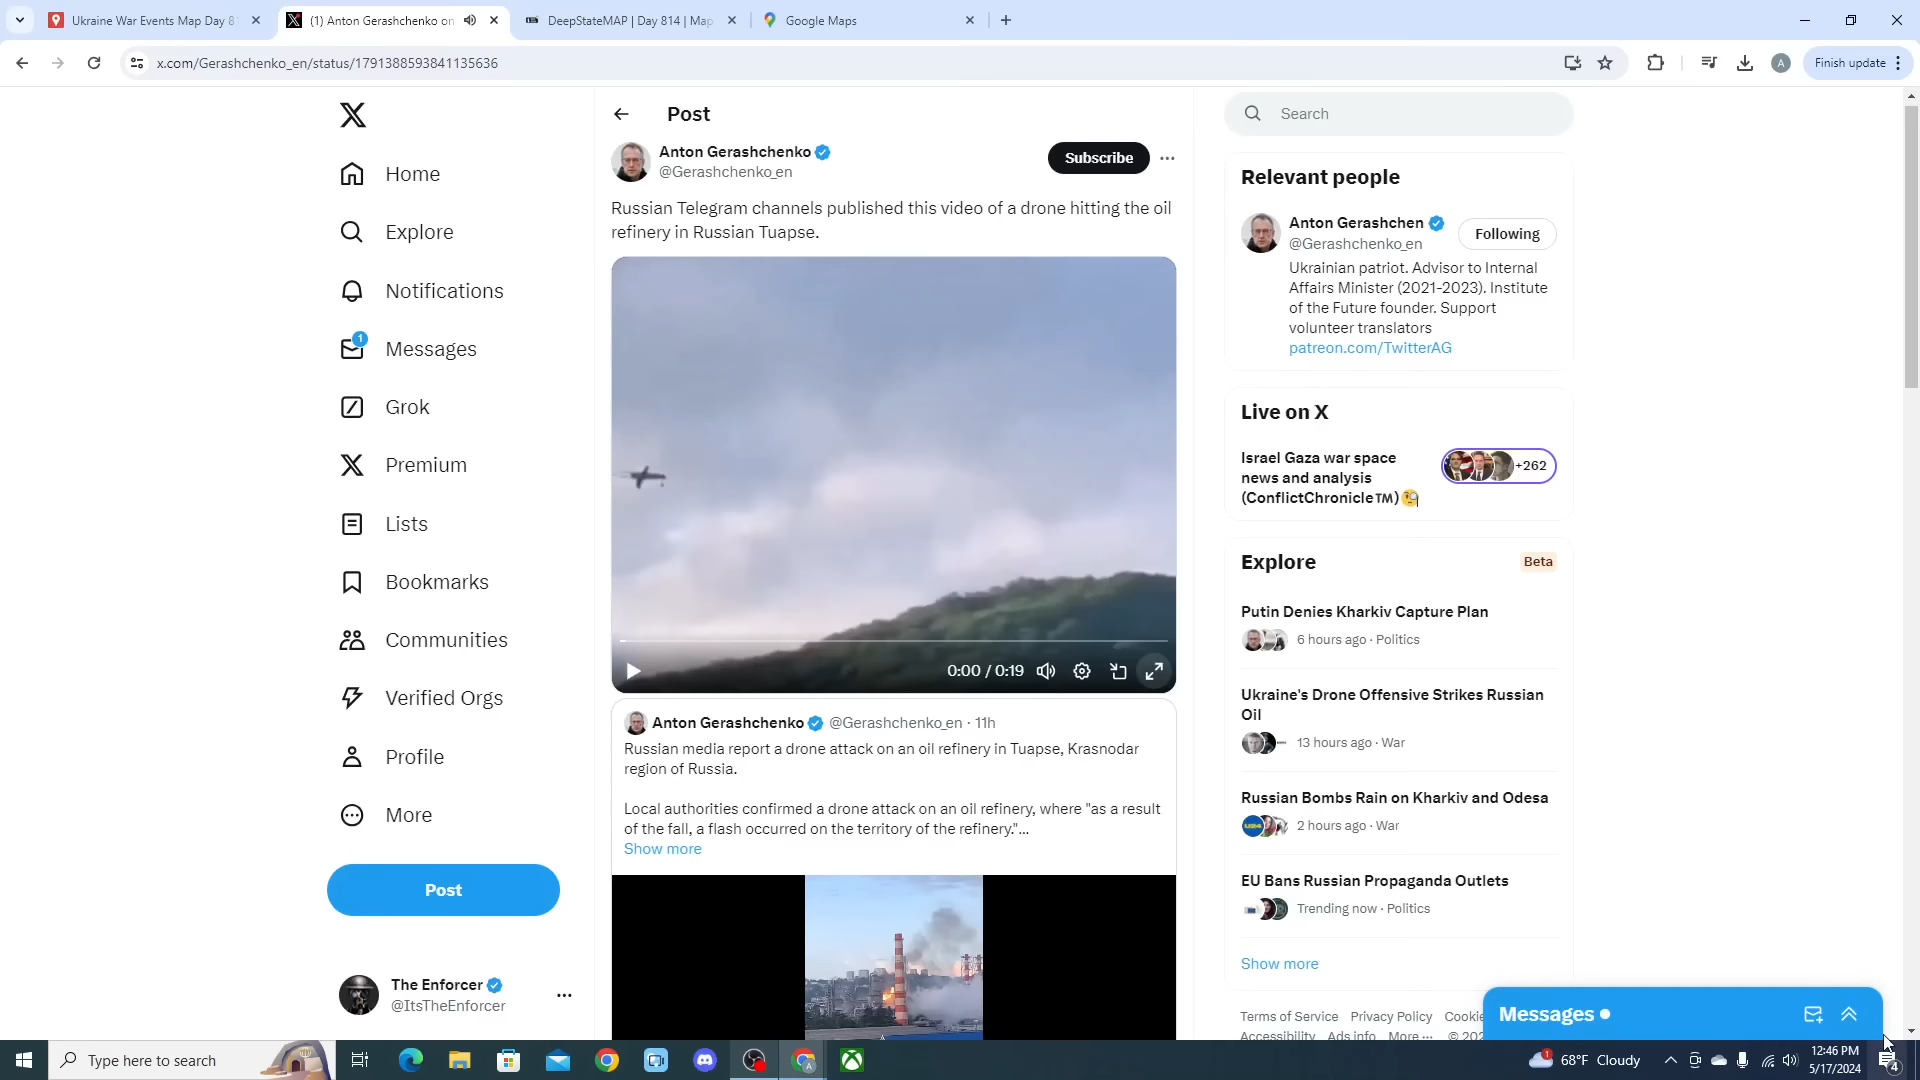 Ukraine War Events Map Day 8
(1) Anton Gerashchenko on
DeepStateMAP | Day 814 | Map
Google Maps
x.com/Gerashchenko_en/status/1791388593841135636
A
Finish update
Home
Explore
Notifications
1
Messages
Grok
Premium
Lists
Bookmarks
Communities
Verified Orgs
Profile
More
Post
The Enforcer
@ItsTheEnforcer
Post
Anton Gerashchenko
@Gerashchenko_en
Subscribe
Russian Telegram channels published this video of a drone hitting the oil
refinery in Russian Tuapse.
0:00 / 0:19
Anton Gerashchenko @Gerashchenko_en · 11h
Russian media report a drone attack on an oil refinery in Tuapse, Krasnodar
region of Russia.
Local authorities confirmed a drone attack on an oil refinery, where "as a result
of the fall, a flash occurred on the territory of the refinery."...
Show more
Search
Relevant people
Anton Gerashchen
@Gerashchenko_en
Following
Ukrainian patriot. Advisor to Internal
Affairs Minister (2021-2023). Institute
of the Future founder. Support
volunteer translators
patreon.com/TwitterAG
Live on X
Israel Gaza war space
news and analysis
(ConflictChronicle™)🧐
+262
Explore
Beta
Putin Denies Kharkiv Capture Plan
6 hours ago · Politics
Ukraine's Drone Offensive Strikes Russian
Oil
13 hours ago · War
Russian Bombs Rain on Kharkiv and Odesa
2 hours ago · War
EU Bans Russian Propaganda Outlets
Trending now · Politics
Show more
Terms of Service Privacy Policy Cookie
Accessibility Ads info More ··· © 202
Messages
Type here to search
1
68°F Cloudy
12:46 PM
5/17/2024
4